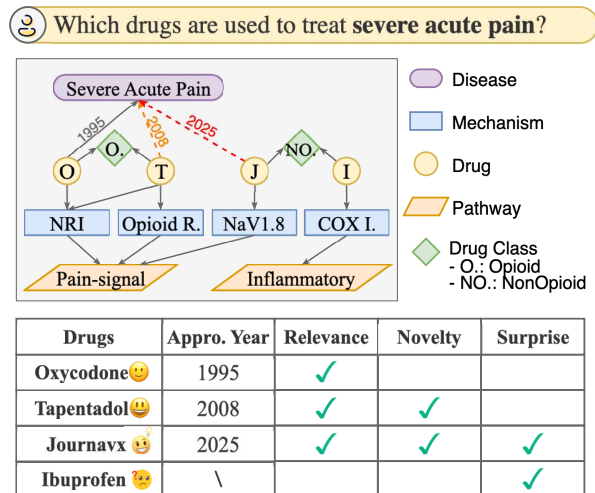 Which drugs are used to treat severe acute pain?
Severe Acute Pain
1995
2008
2025
O.
NO.
O
T
J
I
NRI
Opioid R.
NaV1.8
COX I.
Pain-signal
Inflammatory
Disease
Mechanism
Drug
Pathway
Drug Class
- O.: Opioid
- NO.: NonOpioid
Drugs Appro. Year Relevance Novelty Surprise
Oxycodone🙂 1995 ✓
Tapentadol😃 2008 ✓ ✓
Journavx 2025 ✓ ✓ ✓
Ibuprofen \ ✓